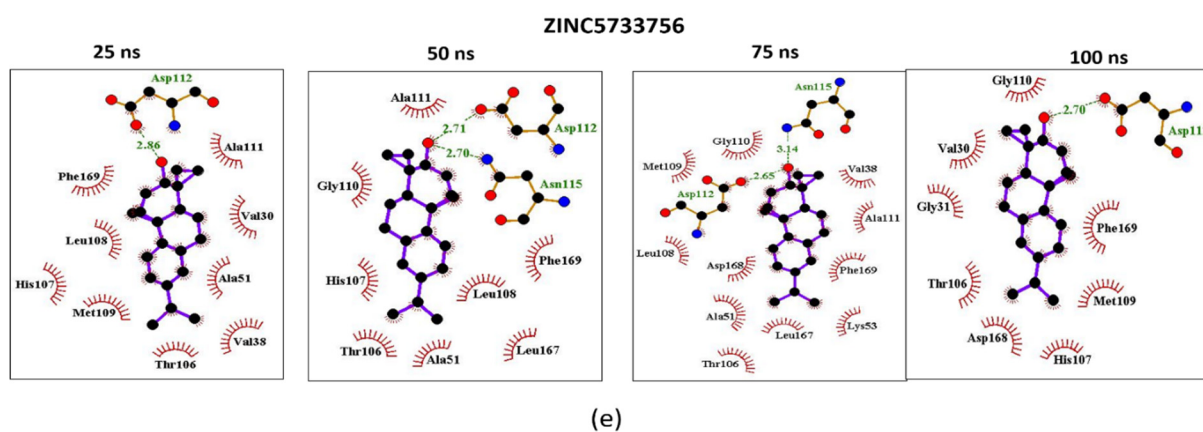 ZINC5733756
25 ns
50 ns
75 ns
100 ns
Asp112
2.86
Ala111
Phe169
Val30
Leu108
Ala51
His107
Met109
Val38
Thr106
Ala111
2.71
Asp112
2.70
Asn115
Gly110
Phe169
His107
Leu108
Thr106
Ala51
Leu167
Asn115
Gly110
3.14
Met109
Val38
Asp112
2.65
Ala111
Leu108
Asp168
Phe169
Ala51
Lys53
Leu167
Thr106
Gly110
2.70
Asp11
Val30
Gly31
Phe169
Thr106
Met109
Asp168
His107
(e)